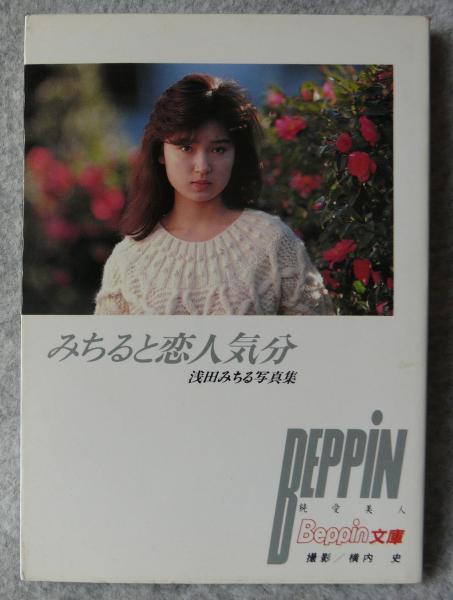 みちると恋人気分
浅田みちる写真集
BEPPiN
純愛美人
Beppin文庫
撮影／横内 史